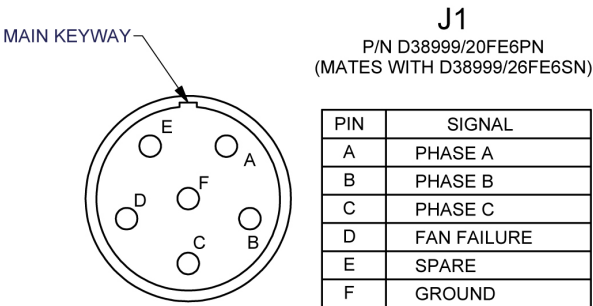 MAIN KEYWAY
J1
P/N D38999/20FE6PN
(MATES WITH D38999/26FE6SN)
E
A
F
D
B
C
PIN SIGNAL
A PHASE A
B PHASE B
C PHASE C
D FAN FAILURE
E SPARE
F GROUND